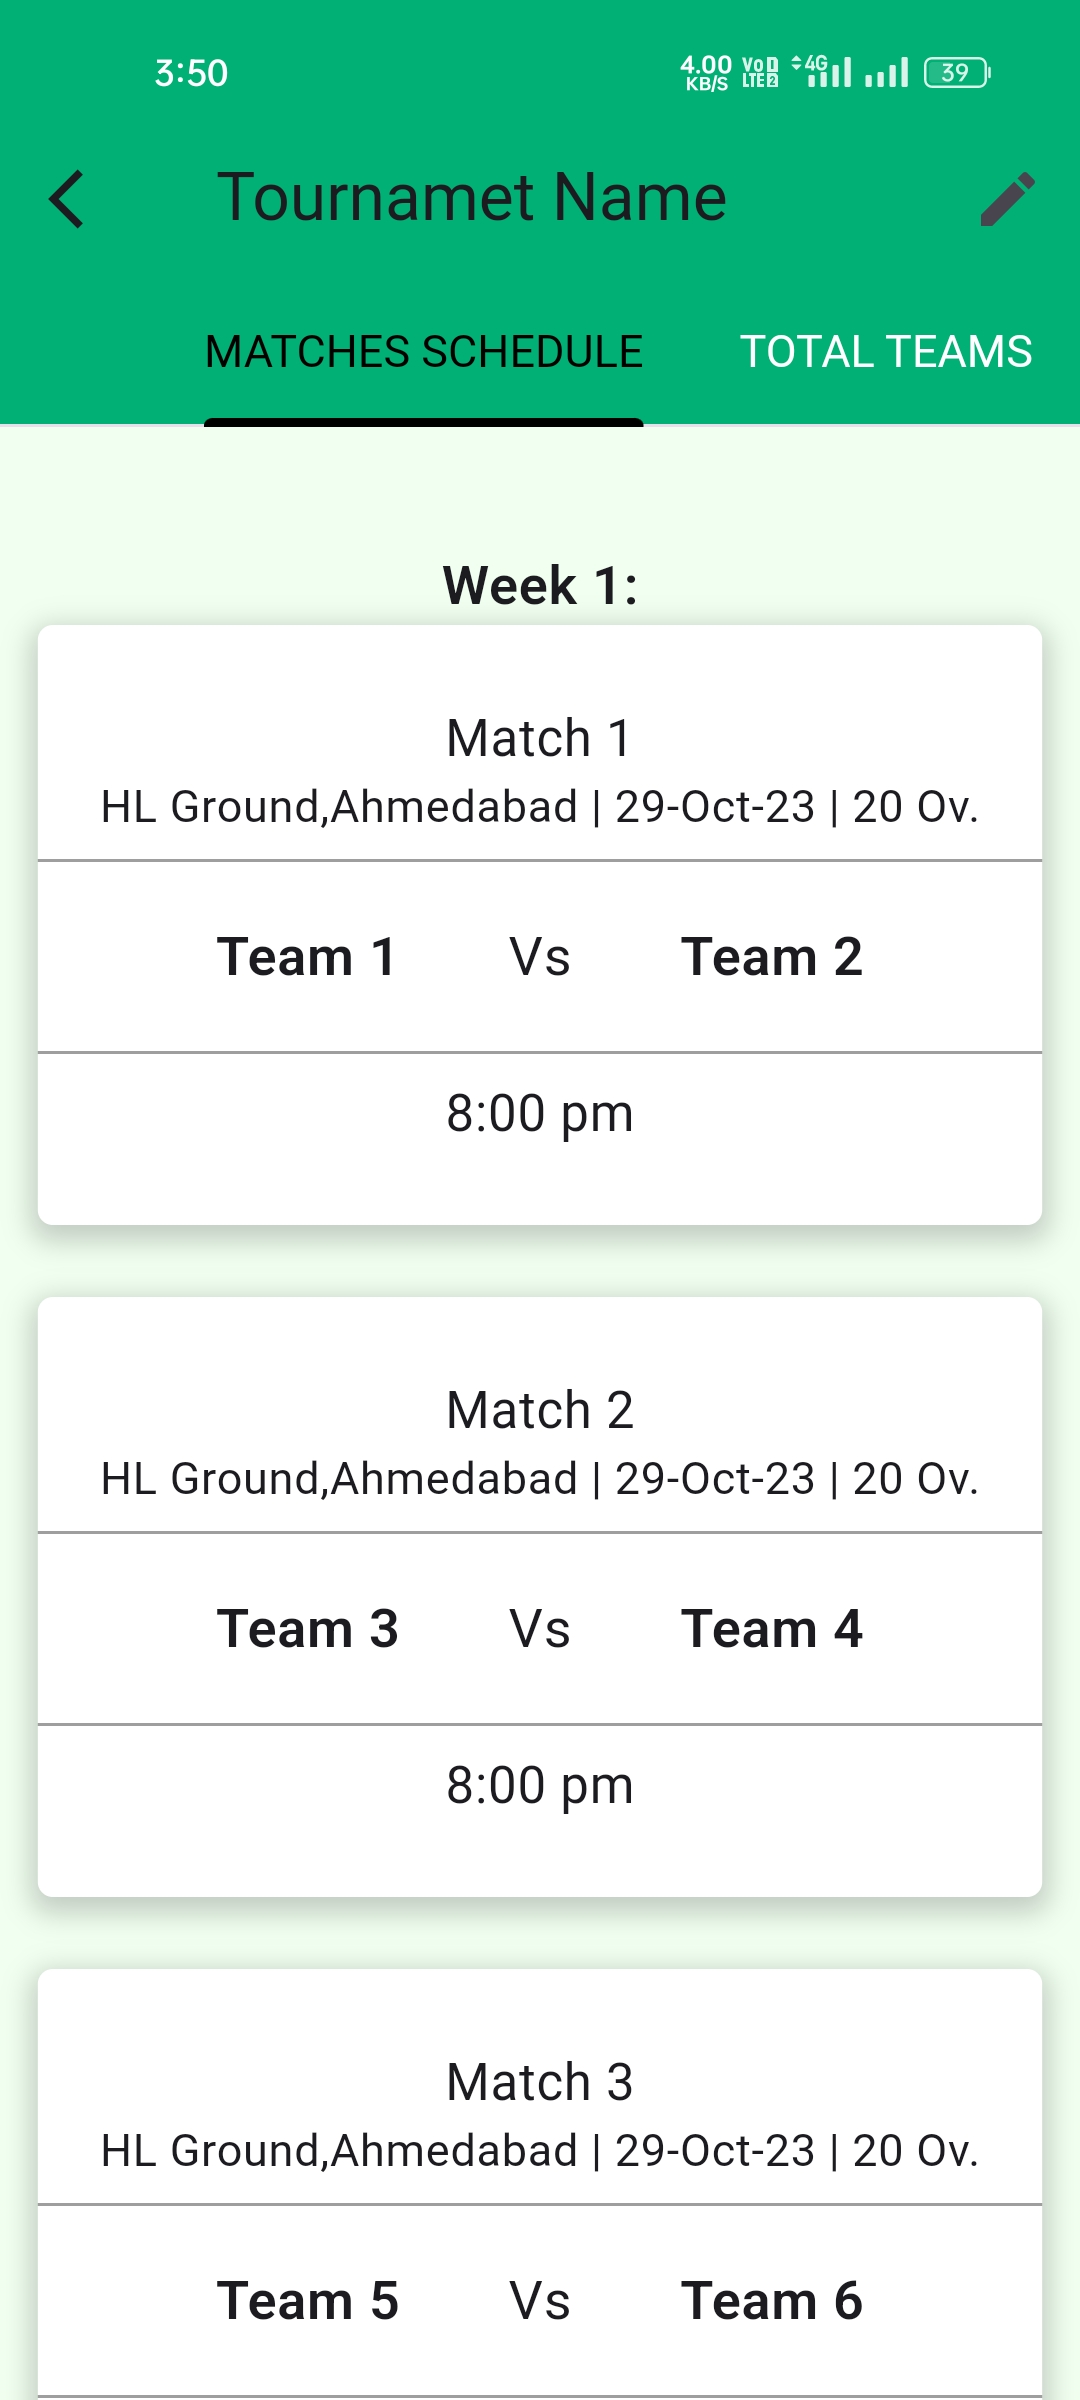 3:50
4.00 KB/S Vo 1 LTE 2 4G 39
Tournamet Name
MATCHES SCHEDULE TOTAL TEAMS
Week 1:
Match 1
HL Ground,Ahmedabad | 29-Oct-23 | 20 Ov.
Team 1 Vs Team 2
8:00 pm
Match 2
HL Ground,Ahmedabad | 29-Oct-23 | 20 Ov.
Team 3 Vs Team 4
8:00 pm
Match 3
HL Ground,Ahmedabad | 29-Oct-23 | 20 Ov.
Team 5 Vs Team 6